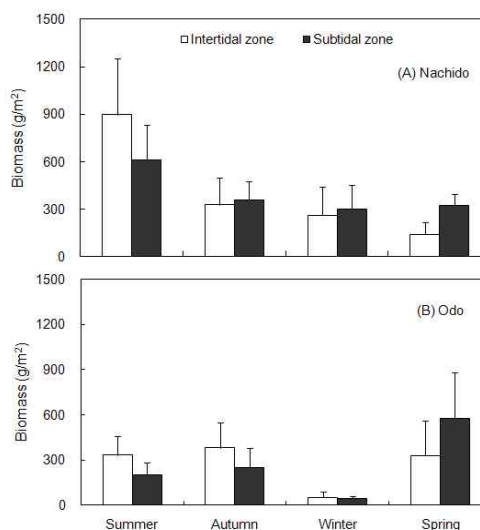 1500
Intertidal zone Subtidal zone
1200
(A) Nachido
900
600
300
0
Biomass (g/m²)
1500
(B) Odo
1200
900
600
300
0
Biomass (g/m²)
Summer Autumn Winter Spring